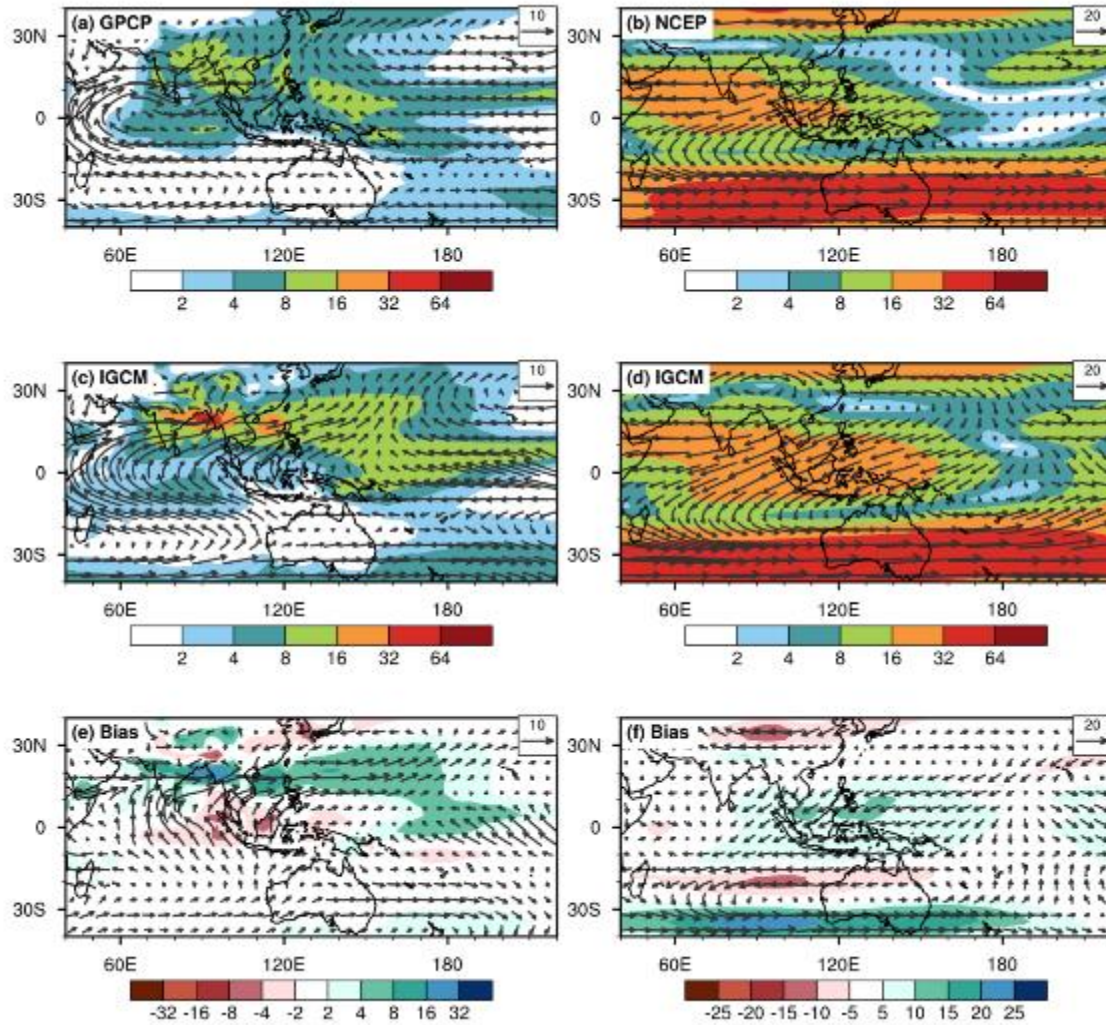 (a) GPCP 10 (b) NCEP 20
30N 30N
0 0
30S 30S
60E 120E 180 60E 120E 180
2 4 8 16 32 64 2 4 8 16 32 64
(c) IGCM 10 (d) IGCM 20
30N 30N
0 0
30S 30S
60E 120E 180 60E 120E 180
2 4 8 16 32 64 2 4 8 16 32 64
(e) Bias 10 (f) Bias 20
30N 30N
0 0
30S 30S
60E 120E 180 60E 120E 180
-32 -16 -8 -4 -2 2 4 8 16 32 -25 -20 -15 -10 -5 5 10 15 20 25